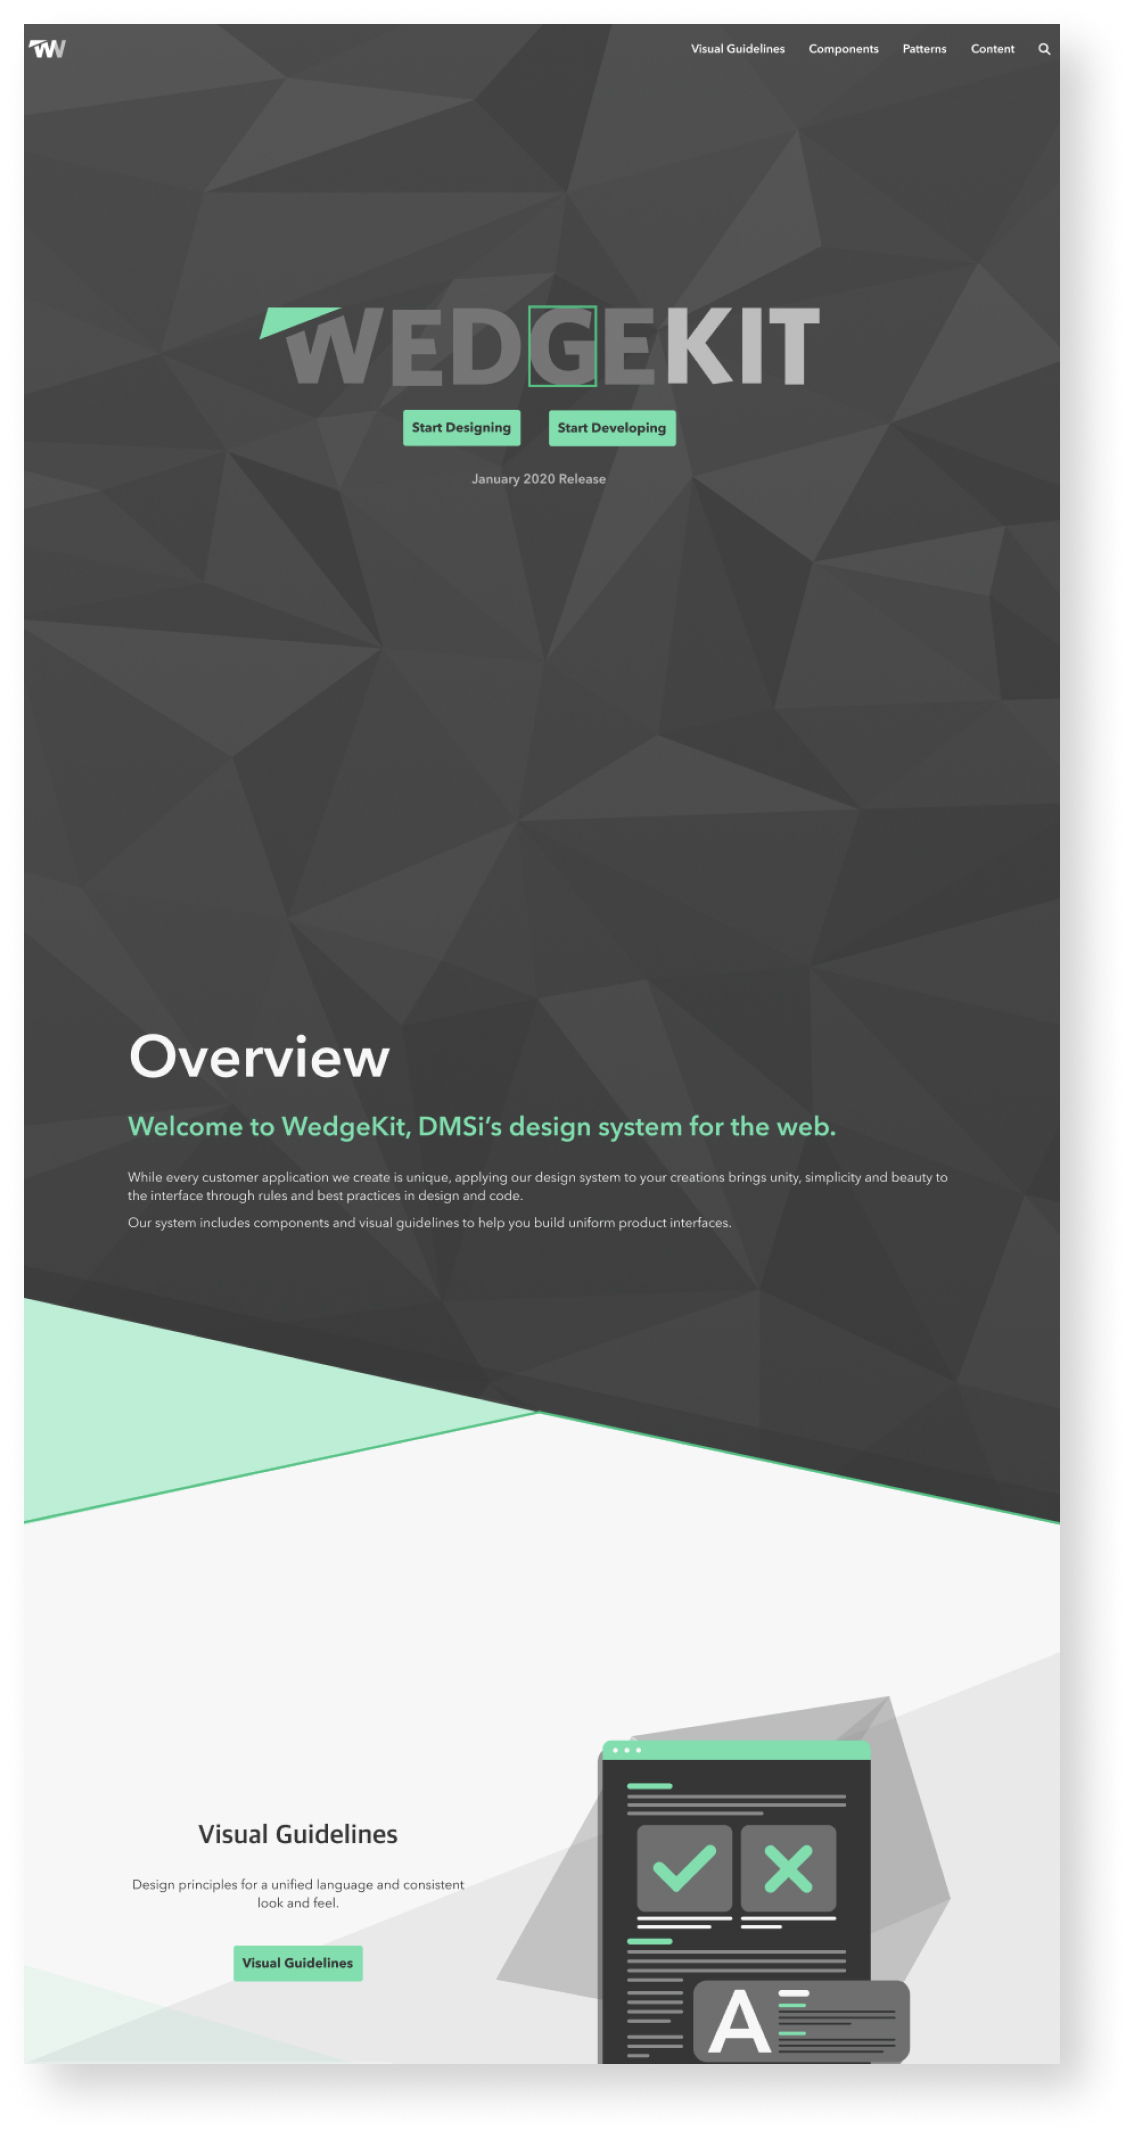 W
Visual Guidelines Components Patterns Content
WEDGEKIT
Start Designing Start Developing
January 2020 Release
Overview
Welcome to WedgeKit, DMSi’s design system for the web.
While every customer application we create is unique, applying our design system to your creations brings unity, simplicity and beauty to
the interface through rules and best practices in design and code.
Our system includes components and visual guidelines to help you build uniform product interfaces.
Visual Guidelines
Design principles for a unified language and consistent
look and feel.
Visual Guidelines
A